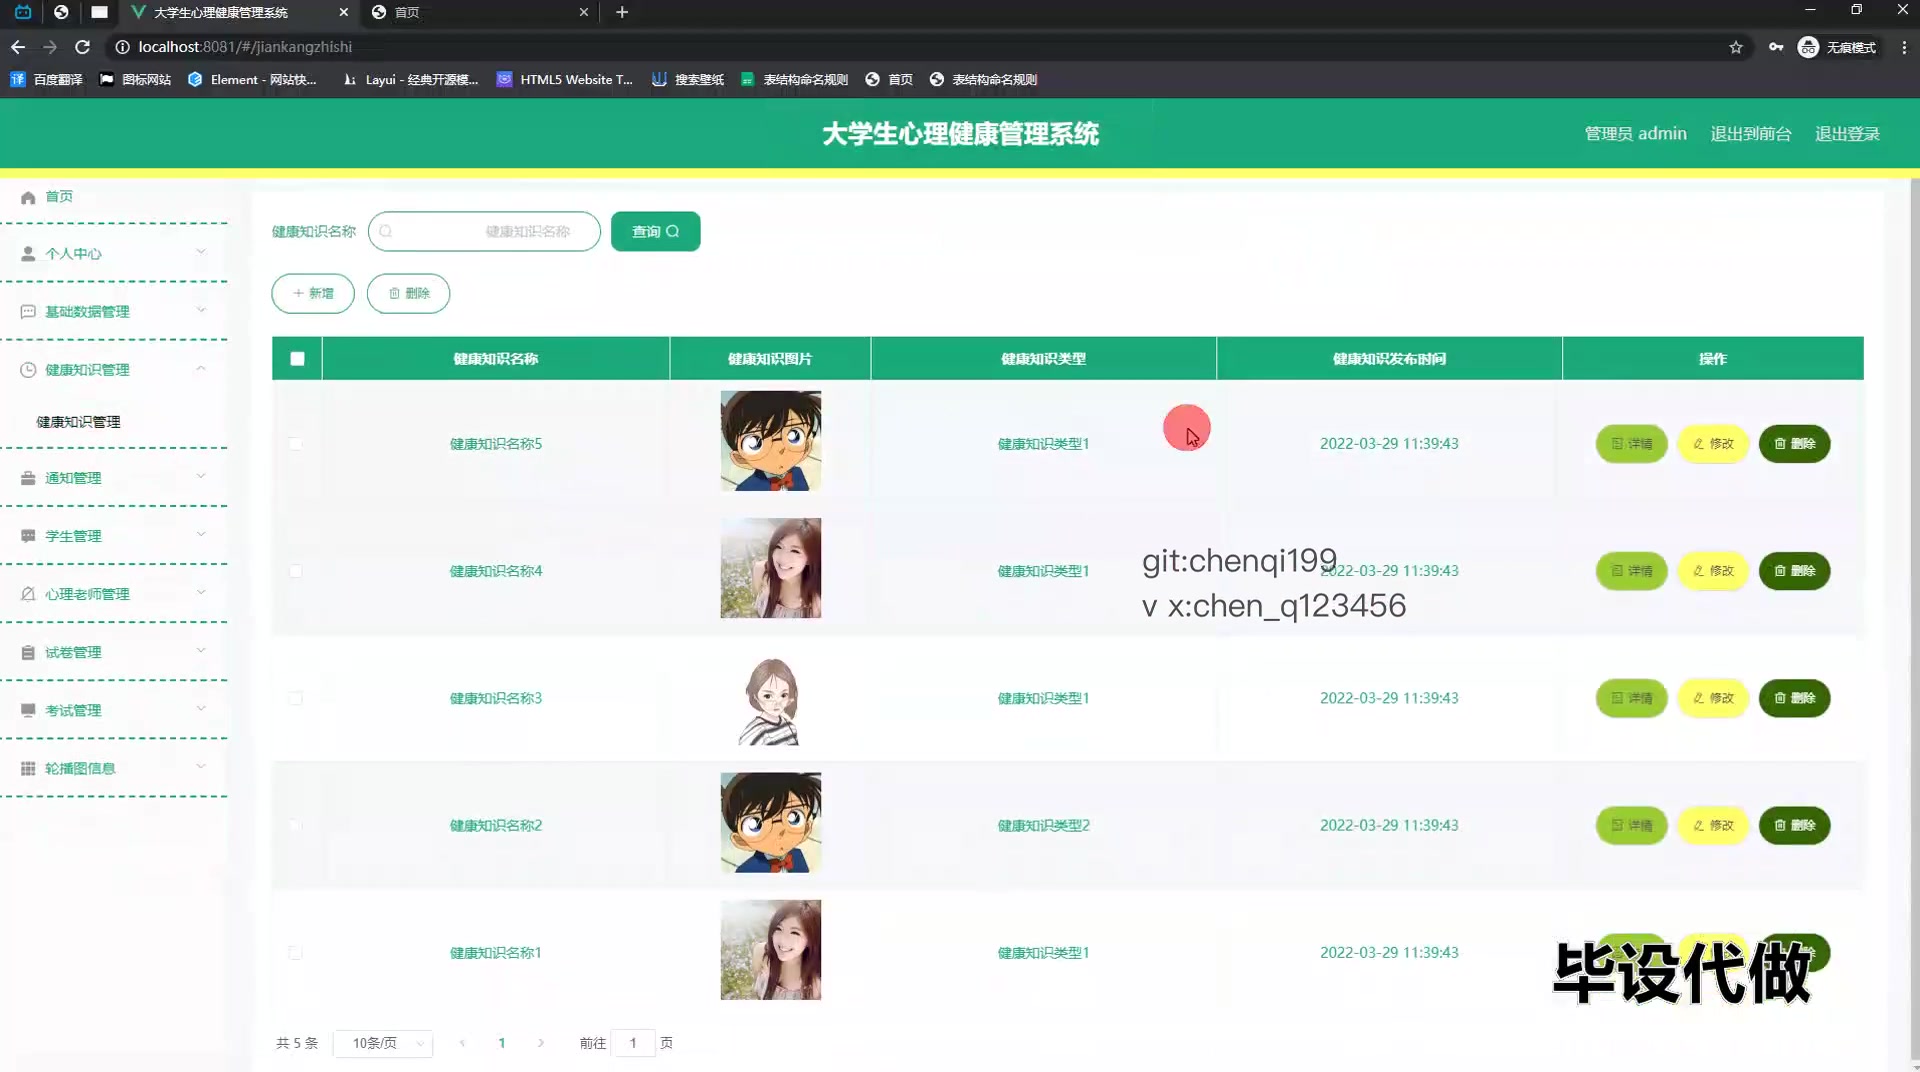 大学生心理健康管理系统
首页
localhost:8081/#/jiankangzhishi
无痕模式
百度翻译
图标网站
Element - 网站快...
Layui - 经典开源模...
HTML5 Website T...
搜索壁纸
表结构命名规则
首页
表结构命名规则
大学生心理健康管理系统
管理员 admin
退出到前台
退出登录
首页
个人中心
基础数据管理
健康知识管理
健康知识管理
通知管理
学生管理
心理老师管理
试卷管理
考试管理
轮播图信息
健康知识名称
健康知识名称
查询
新增
删除
健康知识名称 健康知识图片 健康知识类型 健康知识发布时间 操作
健康知识名称5 健康知识类型1 2022-03-29 11:39:43 详情 修改 删除
git:chenqi199
健康知识名称4 健康知识类型1 2022-03-29 11:39:43 详情 修改 删除
v x:chen_q123456
健康知识名称3 健康知识类型1 2022-03-29 11:39:43 详情 修改 删除
健康知识名称2 健康知识类型2 2022-03-29 11:39:43 详情 修改 删除
健康知识名称1 健康知识类型1 2022-03-29 11:39:43
毕设代做
共 5 条 10条/页 1 前往 1 页